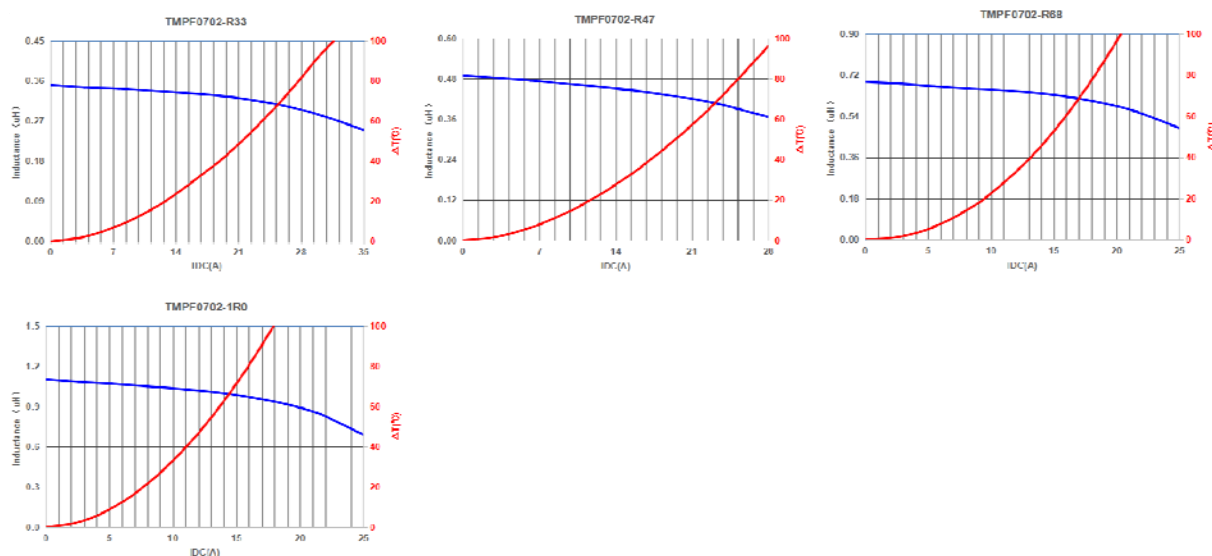 TMPF0702-R33
0.45
0.36
0.27
0.18
0.09
0.00
Inductance (uH)
100
80
60
40
20
0
ΔT(℃)
0 7 14 21 28 35
IDC(A)
TMPF0702-R47
0.60
0.48
0.36
0.24
0.12
0.00
Inductance (uH)
100
80
60
40
20
0
ΔT(℃)
0 7 14 21 28
IDC(A)
TMPF0702-R68
0.90
0.72
0.54
0.36
0.18
0.00
Inductance (uH)
100
80
60
40
20
0
ΔT(℃)
0 5 10 15 20 25
IDC(A)
TMPF0702-1R0
1.5
1.2
0.9
0.6
0.3
0.0
Inductance (uH)
100
80
60
40
20
0
ΔT(℃)
0 5 10 15 20 25
IDC(A)